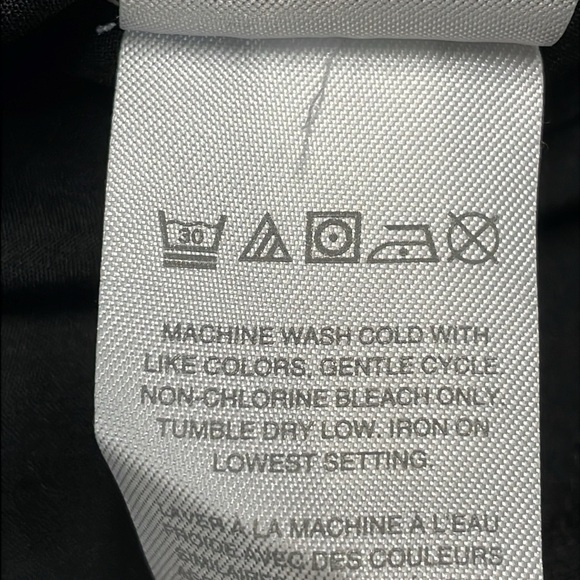 30
MACHINE WASH COLD WITH
LIKE COLORS. GENTLE CYCLE
NON-CHLORINE BLEACH ONLY.
TUMBLE DRY LOW. IRON ON
LOWEST SETTING.
LAVER À LA MACHINE À L'EAU
FROIDE AVEC DES COULEURS